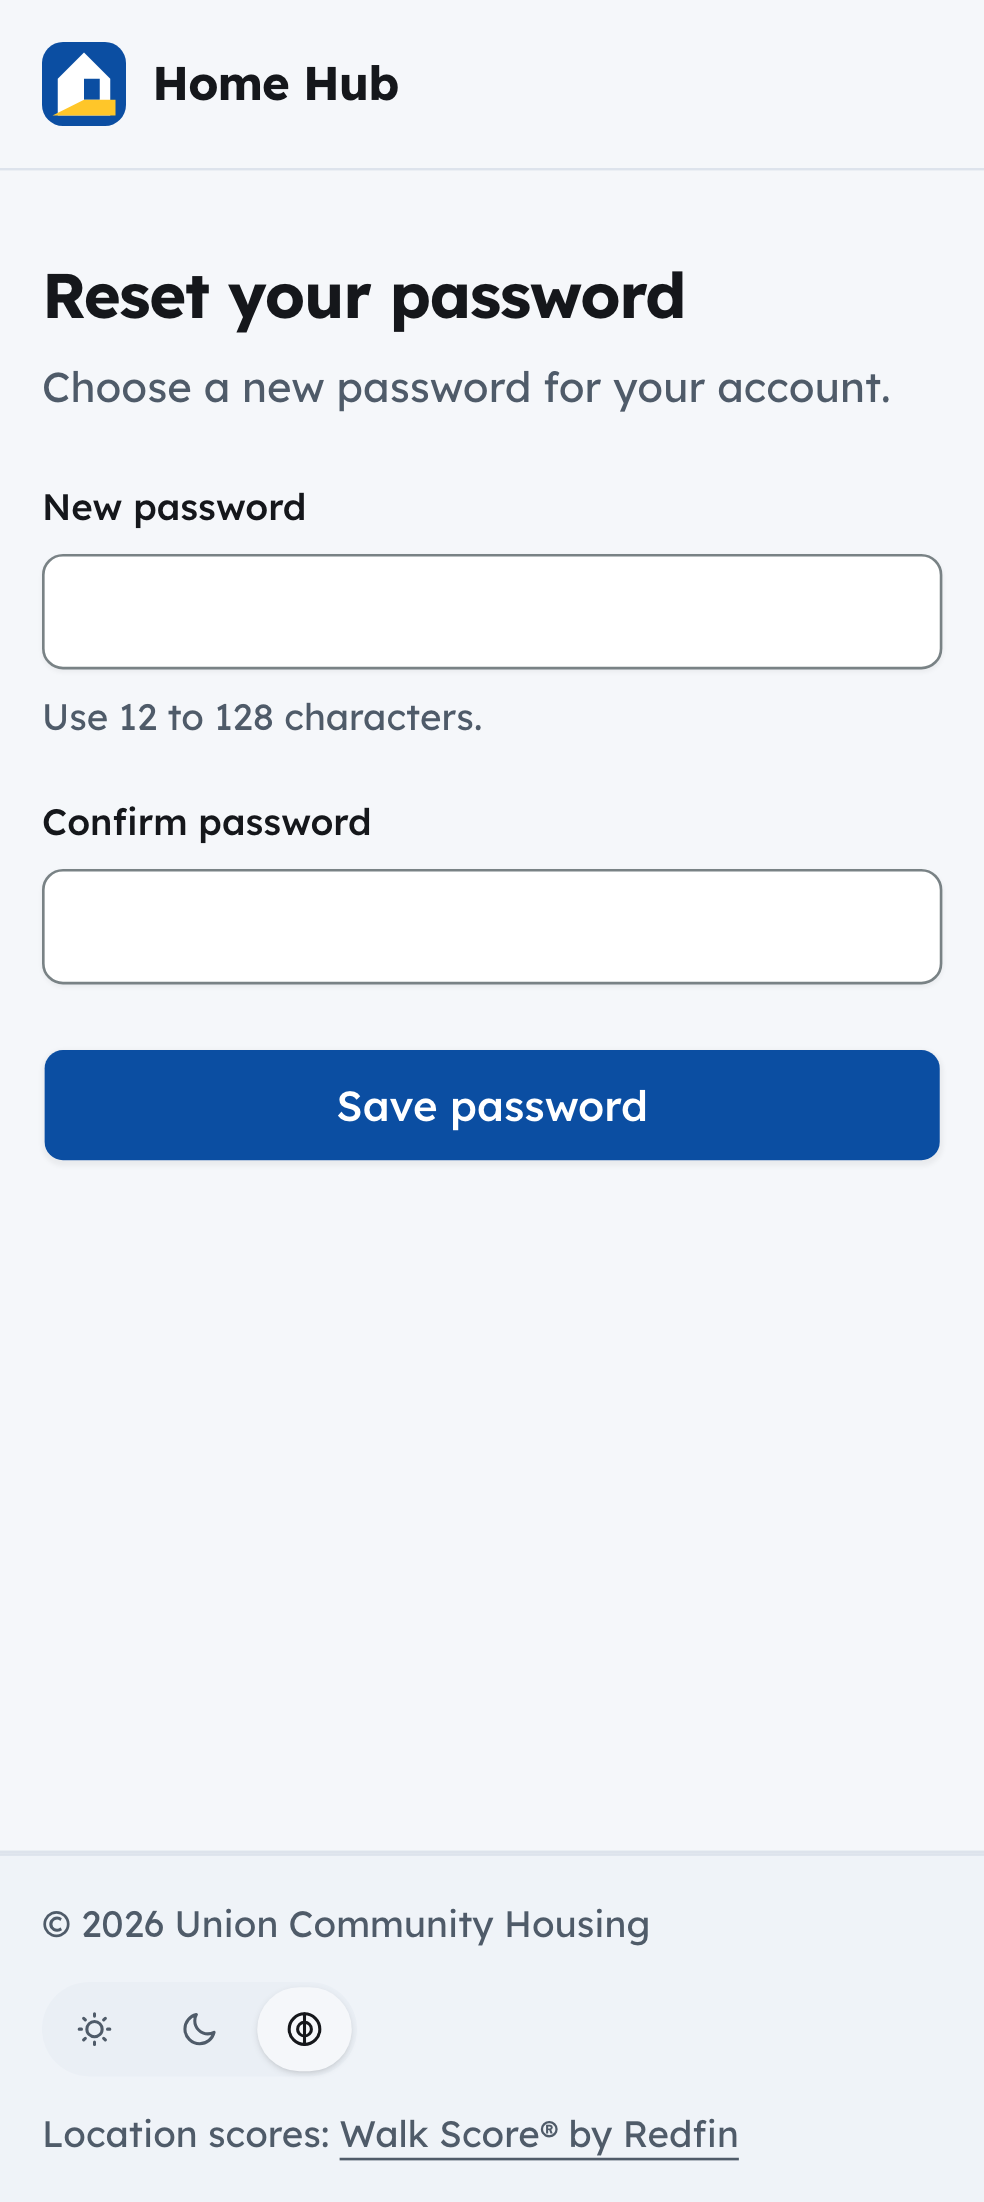 Home Hub
Reset your password
Choose a new password for your account.
New password
Use 12 to 128 characters.
Confirm password
Save password
© 2026 Union Community Housing
Location scores: Walk Score® by Redfin